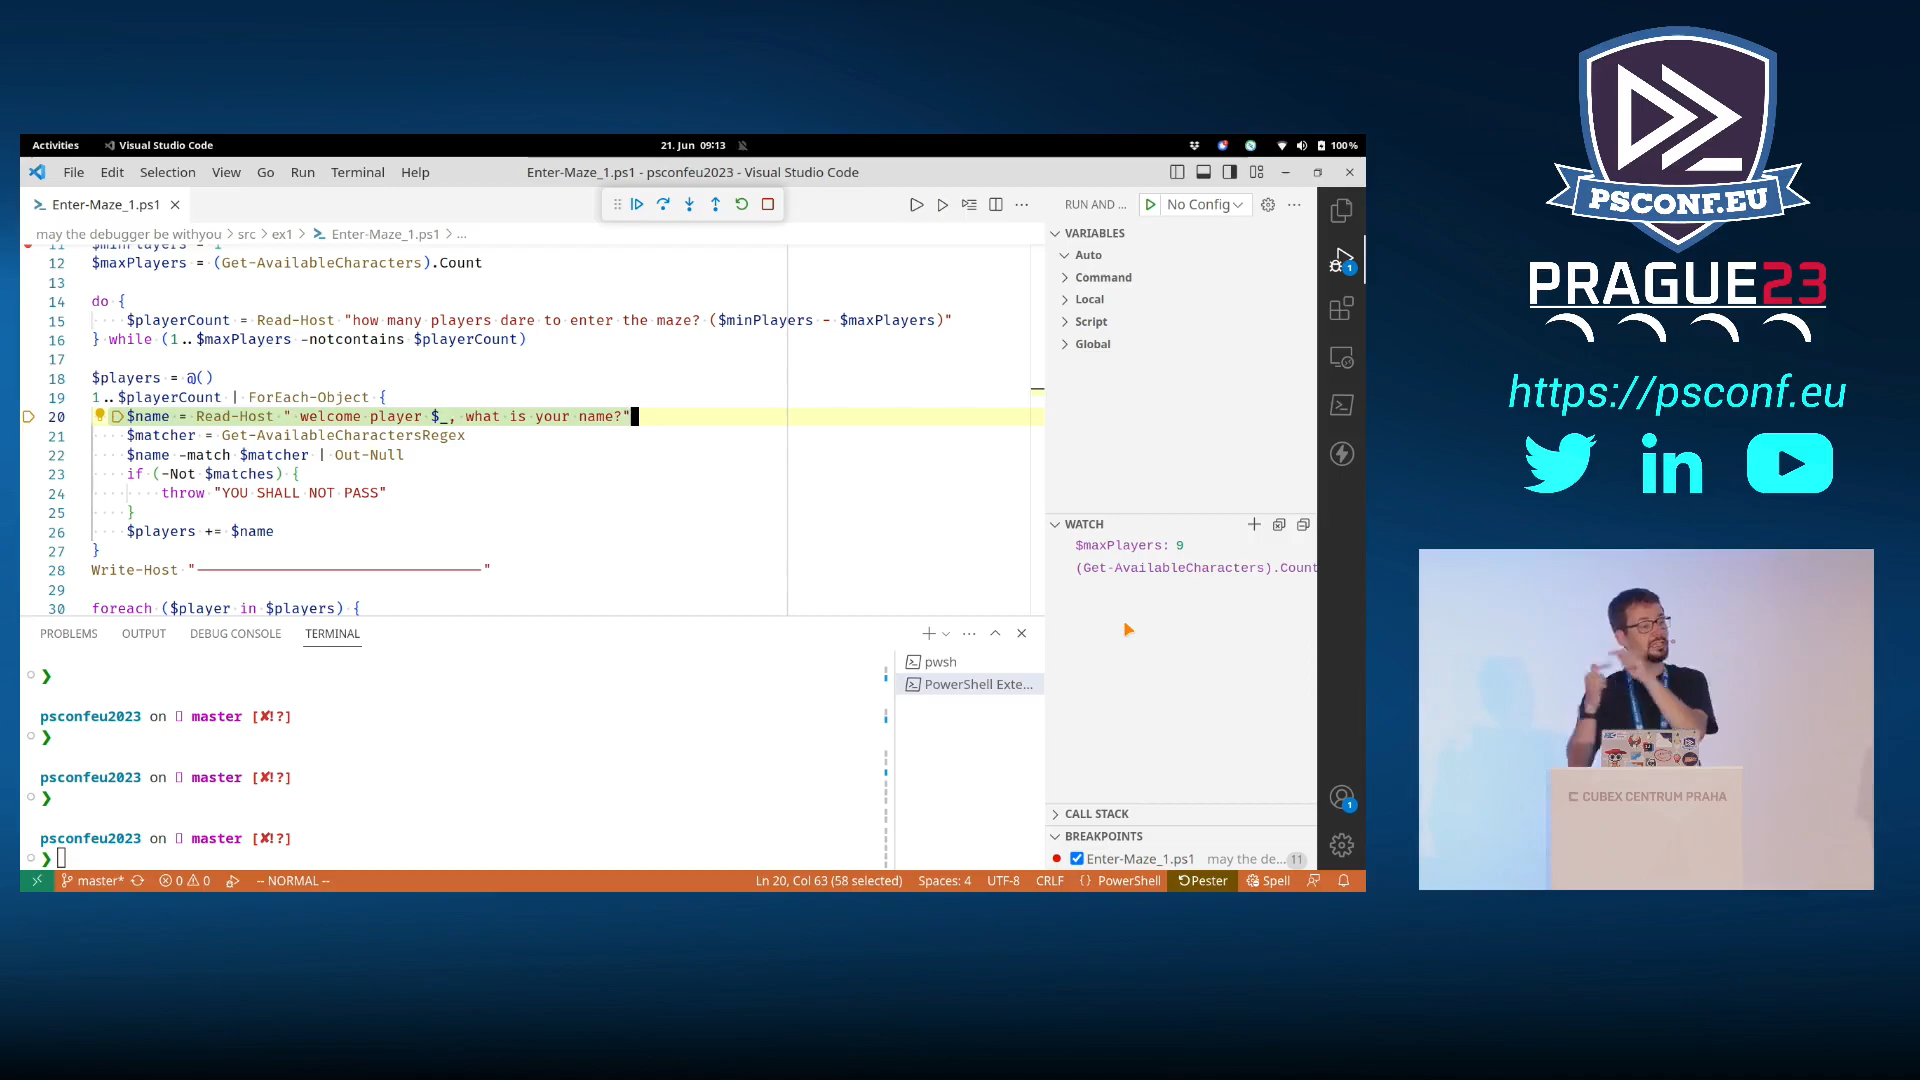 Activities Visual Studio Code 21. Jun 09:13 100%
File Edit Selection View Go Run Terminal Help Enter-Maze_1.ps1 - psconfeu2023 - Visual Studio Code
Enter-Maze_1.ps1
may the debugger be withyou > src > ex1 > Enter-Maze_1.ps1 > ...
11 $minPlayers = 1
12 $maxPlayers = (Get-AvailableCharacters).Count
13
14 do {
15 $playerCount = Read-Host "how many players dare to enter the maze? ($minPlayers - $maxPlayers)"
16 } while (1..$maxPlayers -notcontains $playerCount)
17
18 $players = @()
19 1..$playerCount | ForEach-Object {
20 $name = Read-Host " welcome player $_, what is your name?"
21 $matcher = Get-AvailableCharactersRegex
22 $name -match $matcher | Out-Null
23 if (-Not $matches) {
24 throw "YOU SHALL NOT PASS"
25 }
26 $players += $name
27 }
28 Write-Host "————————————————————————————————"
29
30 foreach ($player in $players) {
PROBLEMS OUTPUT DEBUG CONSOLE TERMINAL
❯
psconfeu2023 on master [✘!?]
❯
psconfeu2023 on master [✘!?]
❯
psconfeu2023 on master [✘!?]
❯
pwsh
PowerShell Exte...
RUN AND ... No Config
VARIABLES
Auto
Command
Local
Script
Global
WATCH
$maxPlayers: 9
(Get-AvailableCharacters).Count
CALL STACK
BREAKPOINTS
Enter-Maze_1.ps1 may the de... 11
1
1
master* 0 0 -- NORMAL -- Ln 20, Col 63 (58 selected) Spaces: 4 UTF-8 CRLF {} PowerShell Pester Spell
PSCONF.EU
PRAGUE23
https://psconf.eu
in
CUBEX CENTRUM PRAHA